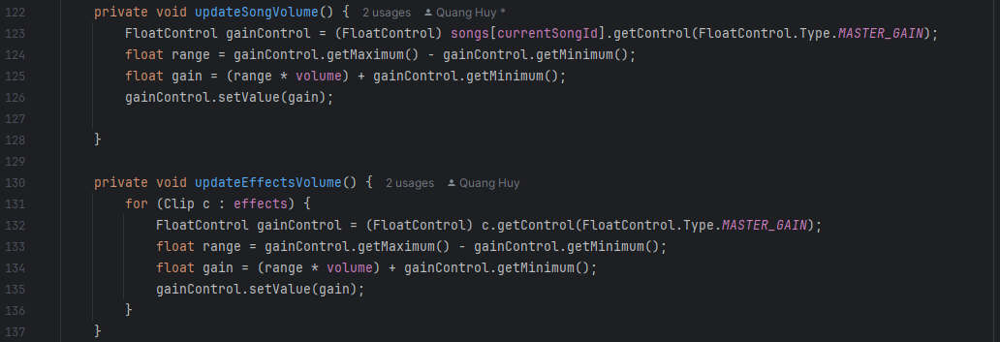 122 private void updateSongVolume() { 2 usages Quang Huy *
123 FloatControl gainControl = (FloatControl) songs[currentSongId].getControl(FloatControl.Type.MASTER_GAIN);
124 float range = gainControl.getMaximum() - gainControl.getMinimum();
125 float gain = (range * volume) + gainControl.getMinimum();
126 gainControl.setValue(gain);
127
128 }
129
130 private void updateEffectsVolume() { 2 usages Quang Huy
131 for (Clip c : effects) {
132 FloatControl gainControl = (FloatControl) c.getControl(FloatControl.Type.MASTER_GAIN);
133 float range = gainControl.getMaximum() - gainControl.getMinimum();
134 float gain = (range * volume) + gainControl.getMinimum();
135 gainControl.setValue(gain);
136 }
137 }